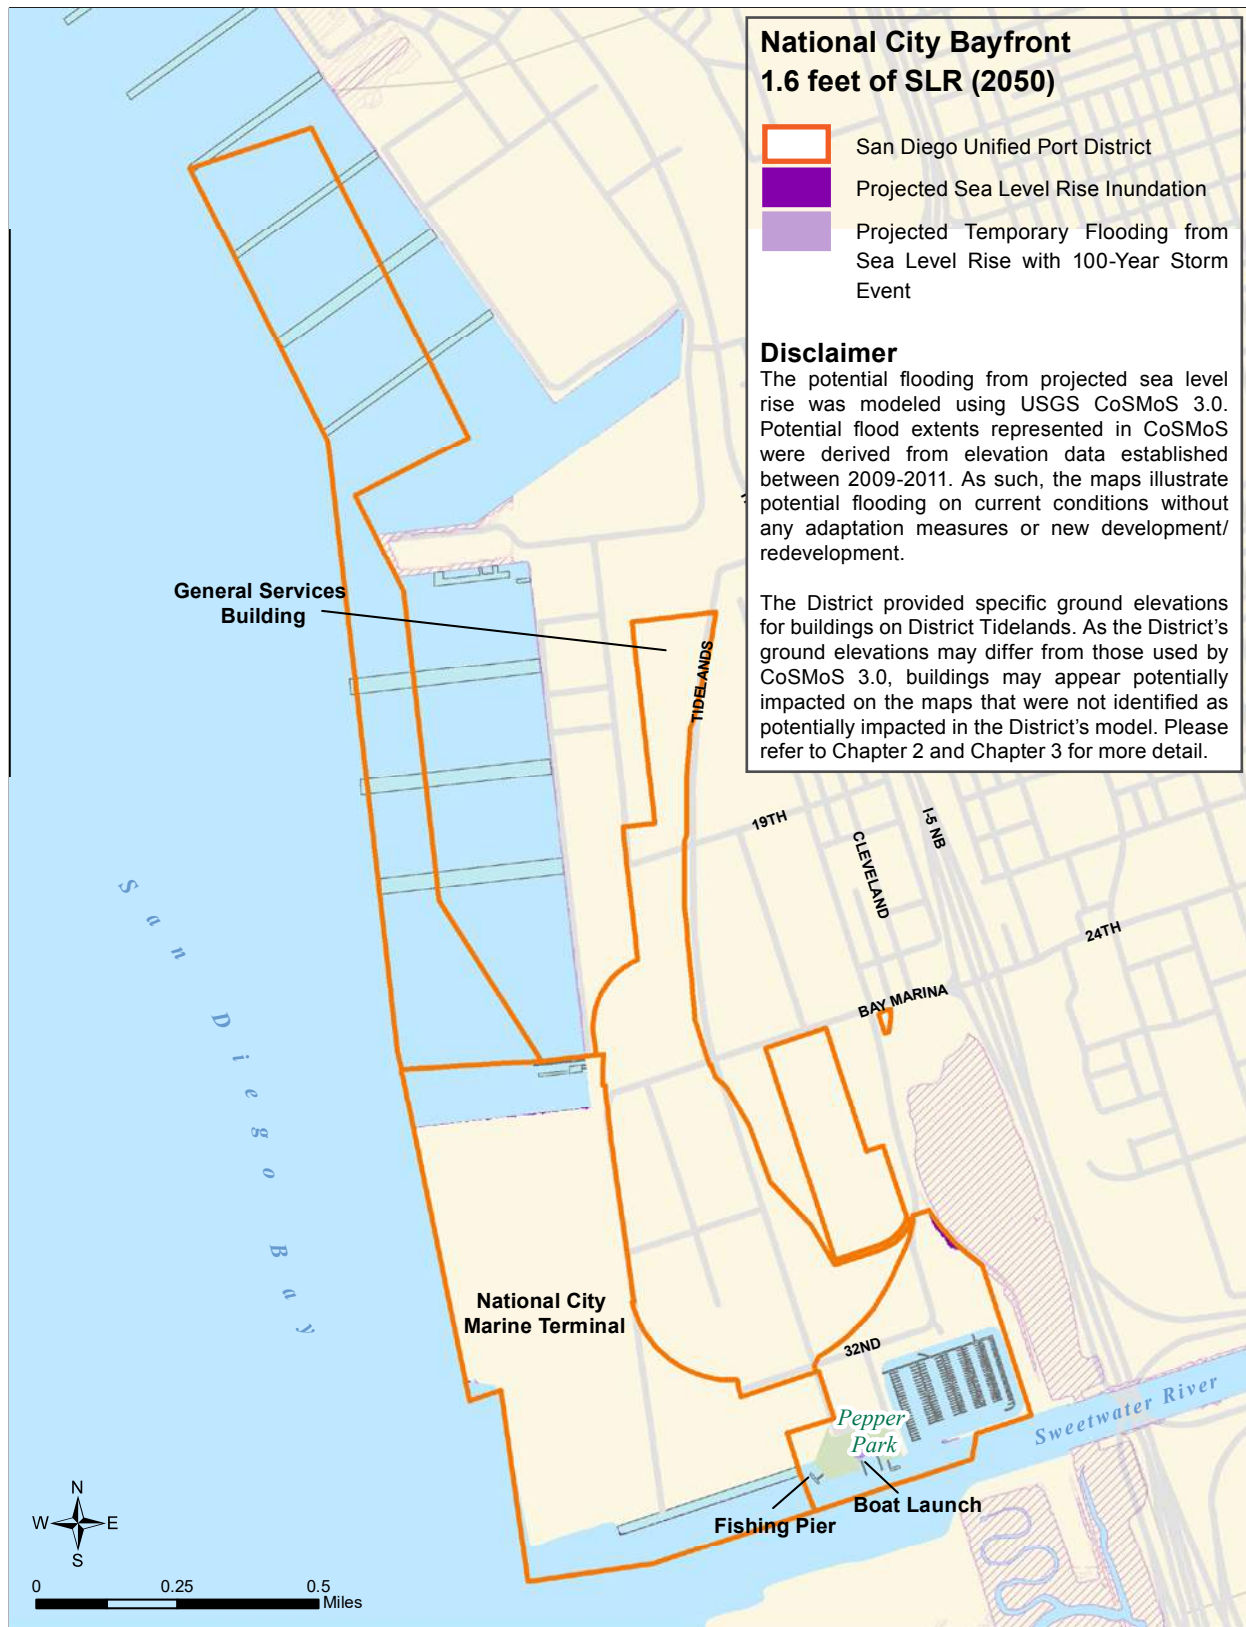 National City Bayfront
1.6 feet of SLR (2050)
San Diego Unified Port District
Projected Sea Level Rise Inundation
Projected Temporary Flooding from
Sea Level Rise with 100-Year Storm
Event
Disclaimer
The potential flooding from projected sea level
rise was modeled using USGS CoSMoS 3.0.
Potential flood extents represented in CoSMoS
were derived from elevation data established
between 2009-2011. As such, the maps illustrate
potential flooding on current conditions without
any adaptation measures or new development/
redevelopment.
The District provided specific ground elevations
for buildings on District Tidelands. As the District's
ground elevations may differ from those used by
CoSMoS 3.0, buildings may appear potentially
impacted on the maps that were not identified as
potentially impacted in the District's model. Please
refer to Chapter 2 and Chapter 3 for more detail.
General Services
Building
TIDELANDS
19TH
CLEVELAND
I-5 NB
24TH
BAY MARINA
San Diego Bay
National City
Marine Terminal
32ND
Pepper
Park
Sweetwater River
Boat Launch
Fishing Pier
N
W E
S
0 0.25 0.5
Miles